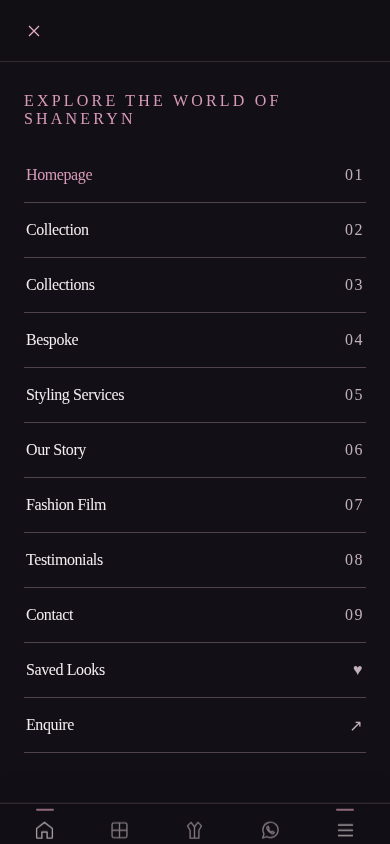 ×
EXPLORE THE WORLD OF
SHANERYN
Homepage 01
Collection 02
Collections 03
Bespoke 04
Styling Services 05
Our Story 06
Fashion Film 07
Testimonials 08
Contact 09
Saved Looks ♥
Enquire ↗